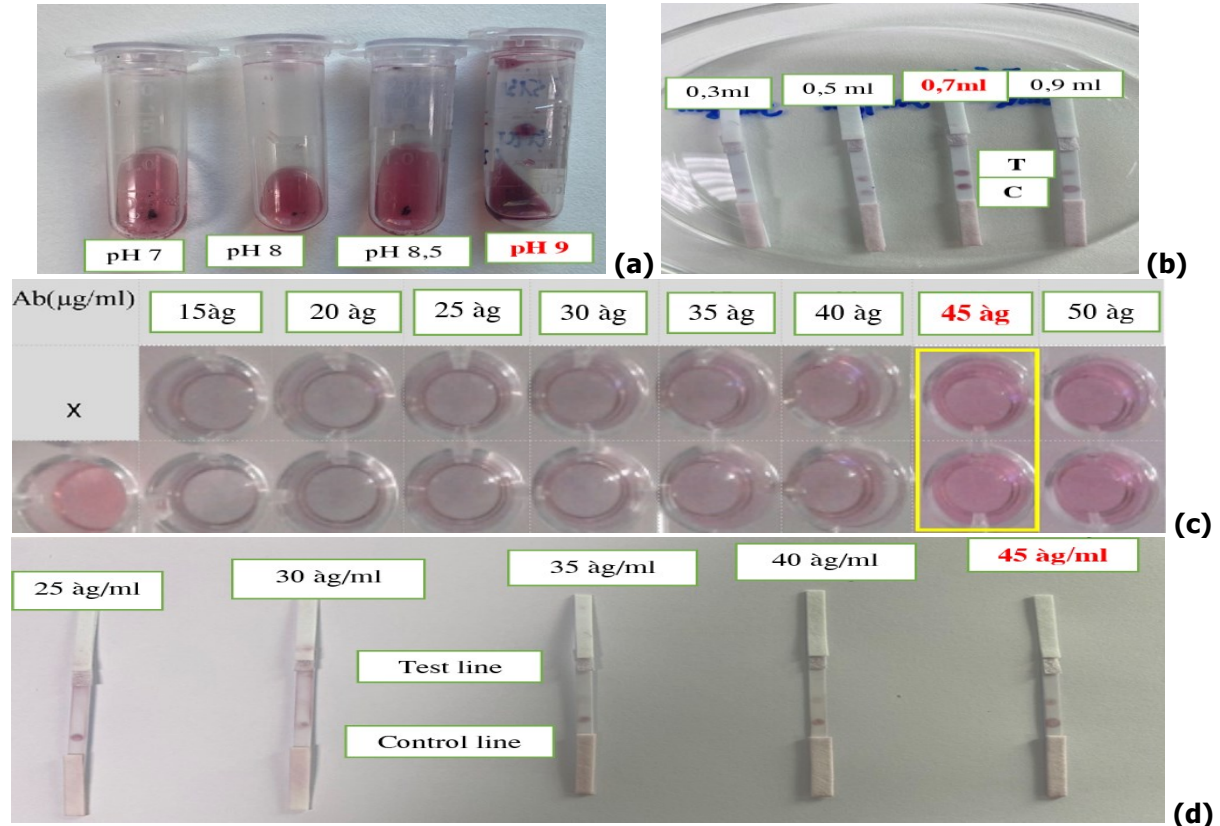 pH 7
pH 8
pH 8,5
pH 9
(a)
0,3ml
0,5 ml
0,7ml
0,9 ml
T
C
(b)
Ab(µg/ml)
15àg
20 àg
25 àg
30 àg
35 àg
40 àg
45 àg
50 àg
x
(c)
25 àg/ml
30 àg/ml
35 àg/ml
40 àg/ml
45 àg/ml
Test line
Control line
(d)